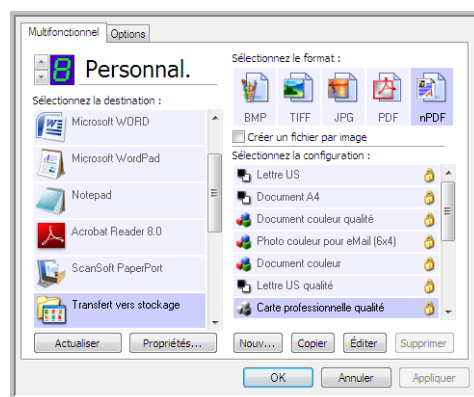 Multifonctionnel Options
8 Personnal.
Sélectionnez la destination :
Microsoft WORD
Microsoft WordPad
Notepad
Acrobat Reader 8.0
ScanSoft PaperPort
Transfert vers stockage
Actualiser Propriétés...
Sélectionnez le format :
BMP TIFF JPG PDF nPDF
Créer un fichier par image
Sélectionnez la configuration :
Lettre US
Document A4
Document couleur qualité
Photo couleur pour eMail (6x4)
Document couleur
Lettre US qualité
Carte professionnelle qualité
Nouv... Copier Éditer Supprimer
OK Annuler Appliquer